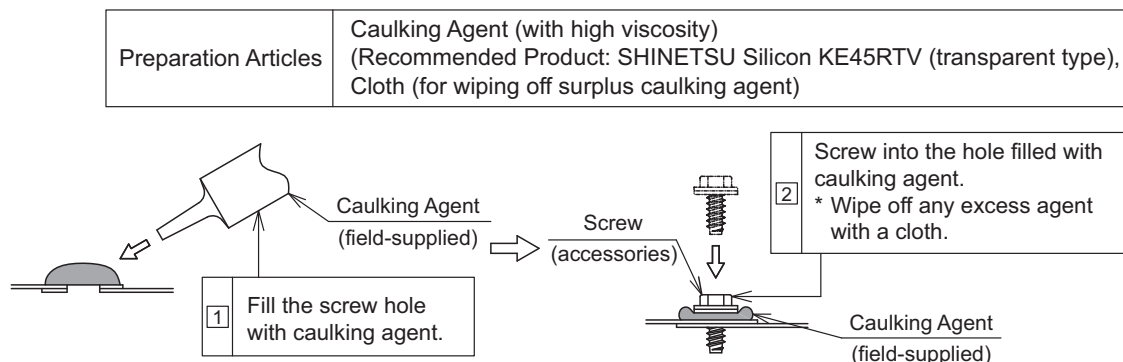 Preparation Articles
Caulking Agent (with high viscosity)
(Recommended Product: SHINETSU Silicon KE45RTV (transparent type),
Cloth (for wiping off surplus caulking agent)
Caulking Agent
(field-supplied)
1
Fill the screw hole
with caulking agent.
Screw
(accessories)
2
Screw into the hole filled with
caulking agent.
* Wipe off any excess agent
with a cloth.
Caulking Agent
(field-supplied)